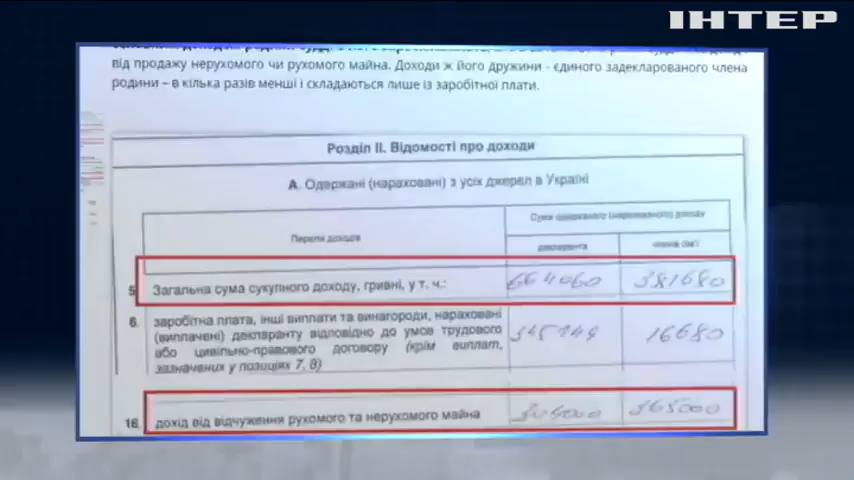 ІНТЕР
від продажу нерухомого чи рухомого майна. Доходи ж його дружини - єдиного задекларованого члена
родини – в кілька разів менші і складаються лише із заробітної плати.
Розділ II. Відомості про доходи
А. Одержані (нараховані) з усіх джерел в Україні
Сума одержаного (нарахованого) доходу
Перелік доходів
декларанта
членів сім'ї
5. Загальна сума сукупного доходу, гривні, у т. ч.: 664060 381680
6. заробітна плата, інші виплати та винагороди, нараховані
(виплачені) декларанту відповідно до умов трудового
або цивільно-правового договору (крім виплат, 16680
зазначених у позиціях 7, 8)
16. дохід від відчуження рухомого та нерухомого майна 365000